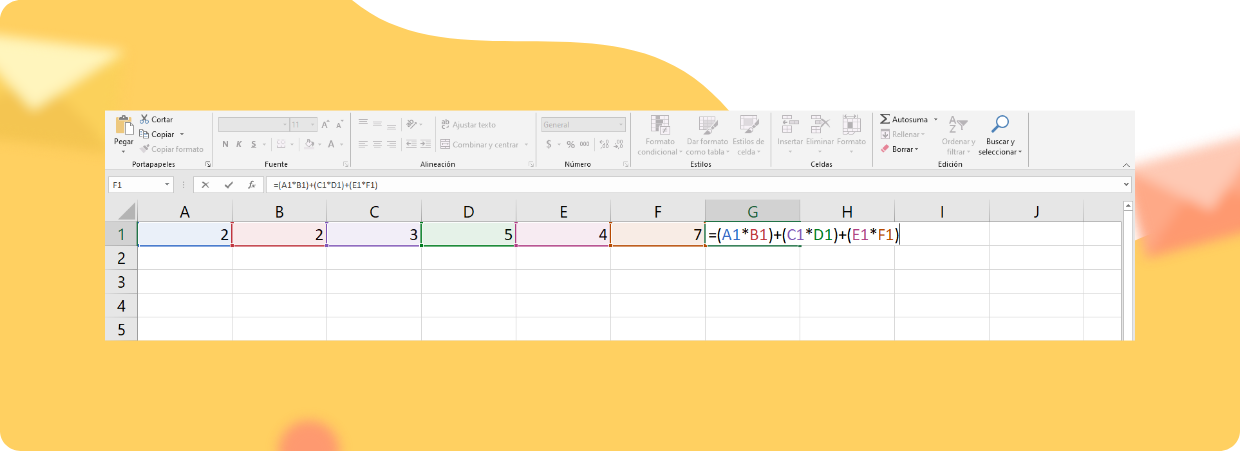 Pegar
Cortar
Copiar
Copiar formato
Portapapeles
11
A A
N K S
A
Fuente
Ajustar texto
Combinar y centrar
Alineación
General
$ % 000
Número
Formato condicional
Dar formato como tabla
Estilos de celda
Estilos
Insertar
Eliminar
Formato
Celdas
Autosuma
Rellenar
Borrar
Ordenar y filtrar
Buscar y seleccionar
Edición
F1
fx
=(A1*B1)+(C1*D1)+(E1*F1)
A B C D E F G H I J
1 2 2 3 5 4 7 =(A1*B1)+(C1*D1)+(E1*F1)
2
3
4
5